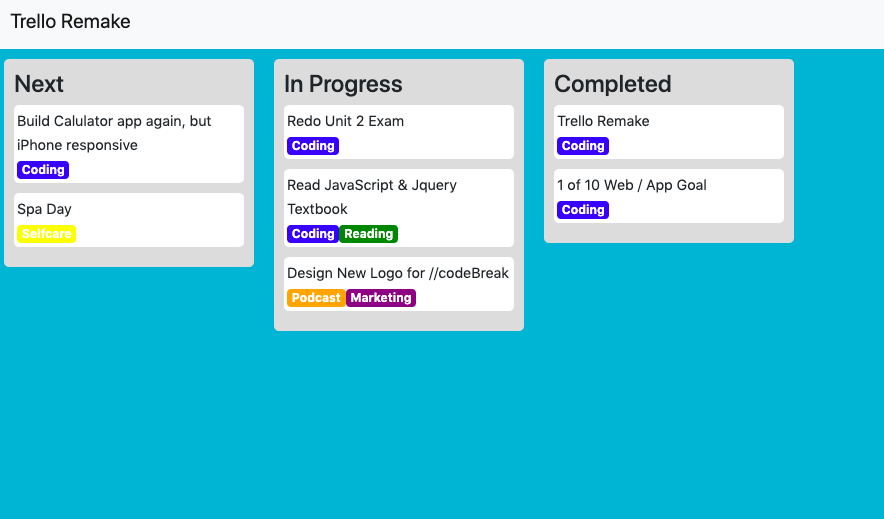 Trello Remake
Next
Build Calulator app again, but
iPhone responsive
Coding
Spa Day
Selfcare
In Progress
Redo Unit 2 Exam
Coding
Read JavaScript & Jquery
Textbook
Coding Reading
Design New Logo for //codeBreak
Podcast Marketing
Completed
Trello Remake
Coding
1 of 10 Web / App Goal
Coding